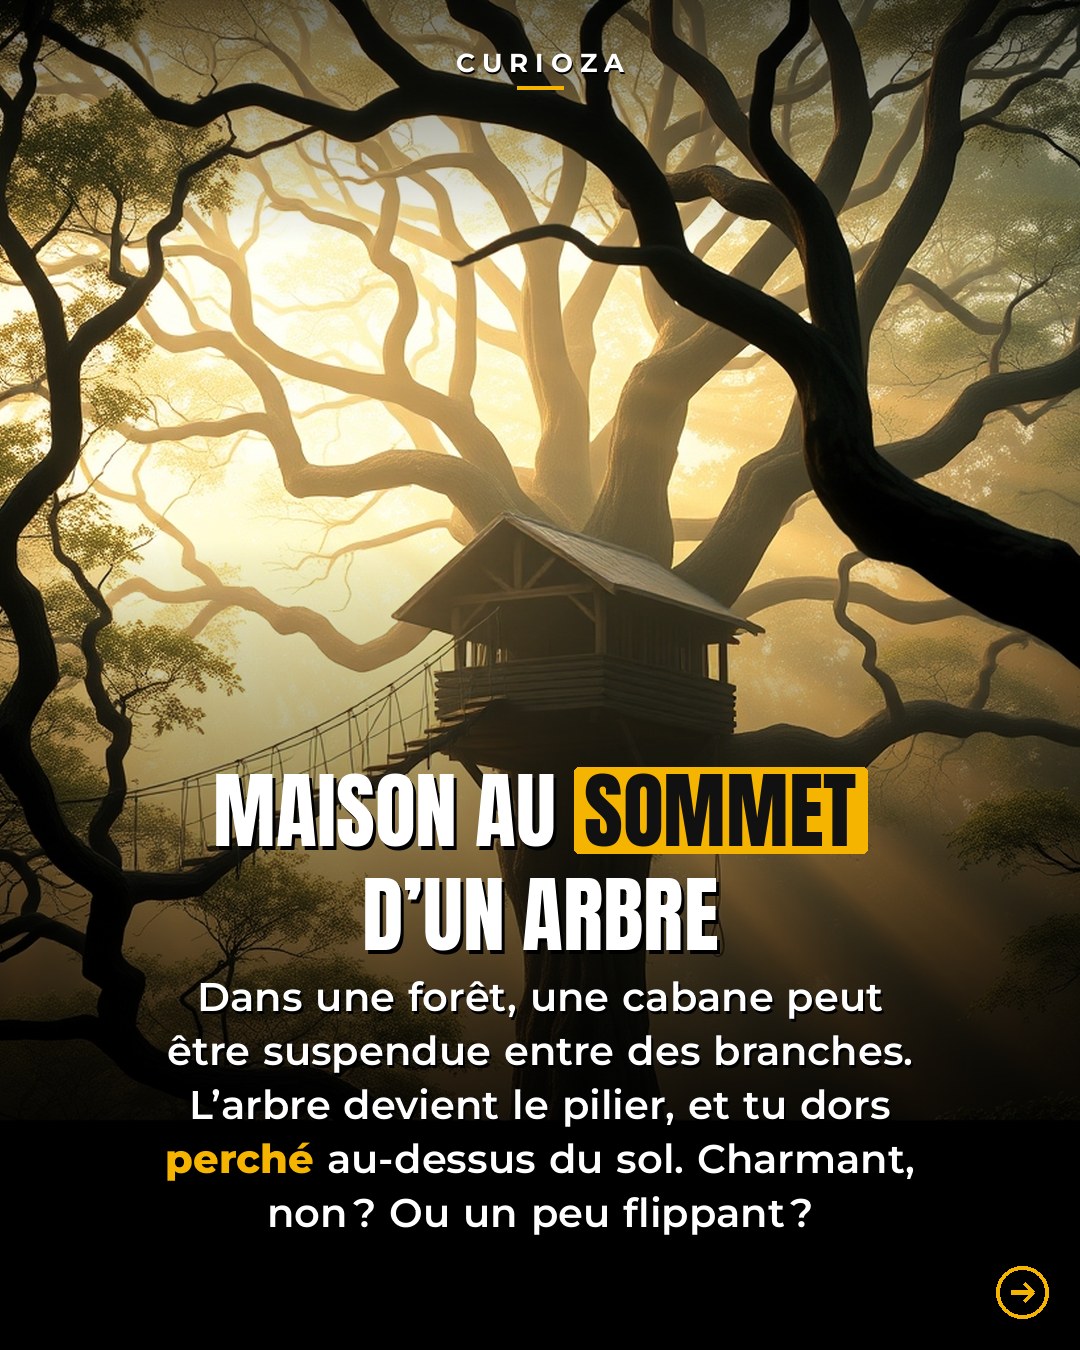 CURIOZA
MAISON AU SOMMET
D’UN ARBRE
Dans une forêt, une cabane peut
être suspendue entre des branches.
L’arbre devient le pilier, et tu dors
perché au-dessus du sol. Charmant,
non ? Ou un peu flippant ?